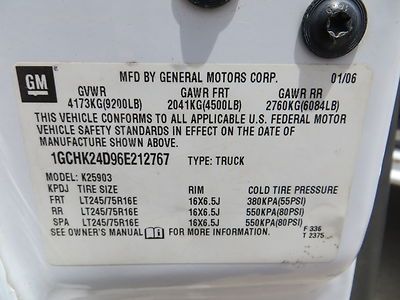 GM
MFD BY GENERAL MOTORS CORP. 01/06
GVWR GAWR FRT GAWR RR
4173KG(9200LB) 2041KG(4500LB) 2760KG(6084LB)
THIS VEHICLE CONFORMS TO ALL APPLICABLE U.S. FEDERAL MOTOR
VEHICLE SAFETY STANDARDS IN EFFECT ON THE DATE OF
MANUFACTURE SHOWN ABOVE.
1GCHK24D96E212767 TYPE: TRUCK
MODEL: K25903
KPDJ TIRE SIZE RIM COLD TIRE PRESSURE
FRT LT245/75R16E 16X6.5J 380KPA(55PSI)
RR LT245/75R16E 16X6.5J 550KPA(80PSI)
SPA LT245/75R16E 16X6.5J 550KPA(80PSI)
SEE OWNER'S MANUAL FOR MORE INFORMATION. F 336
T 2375